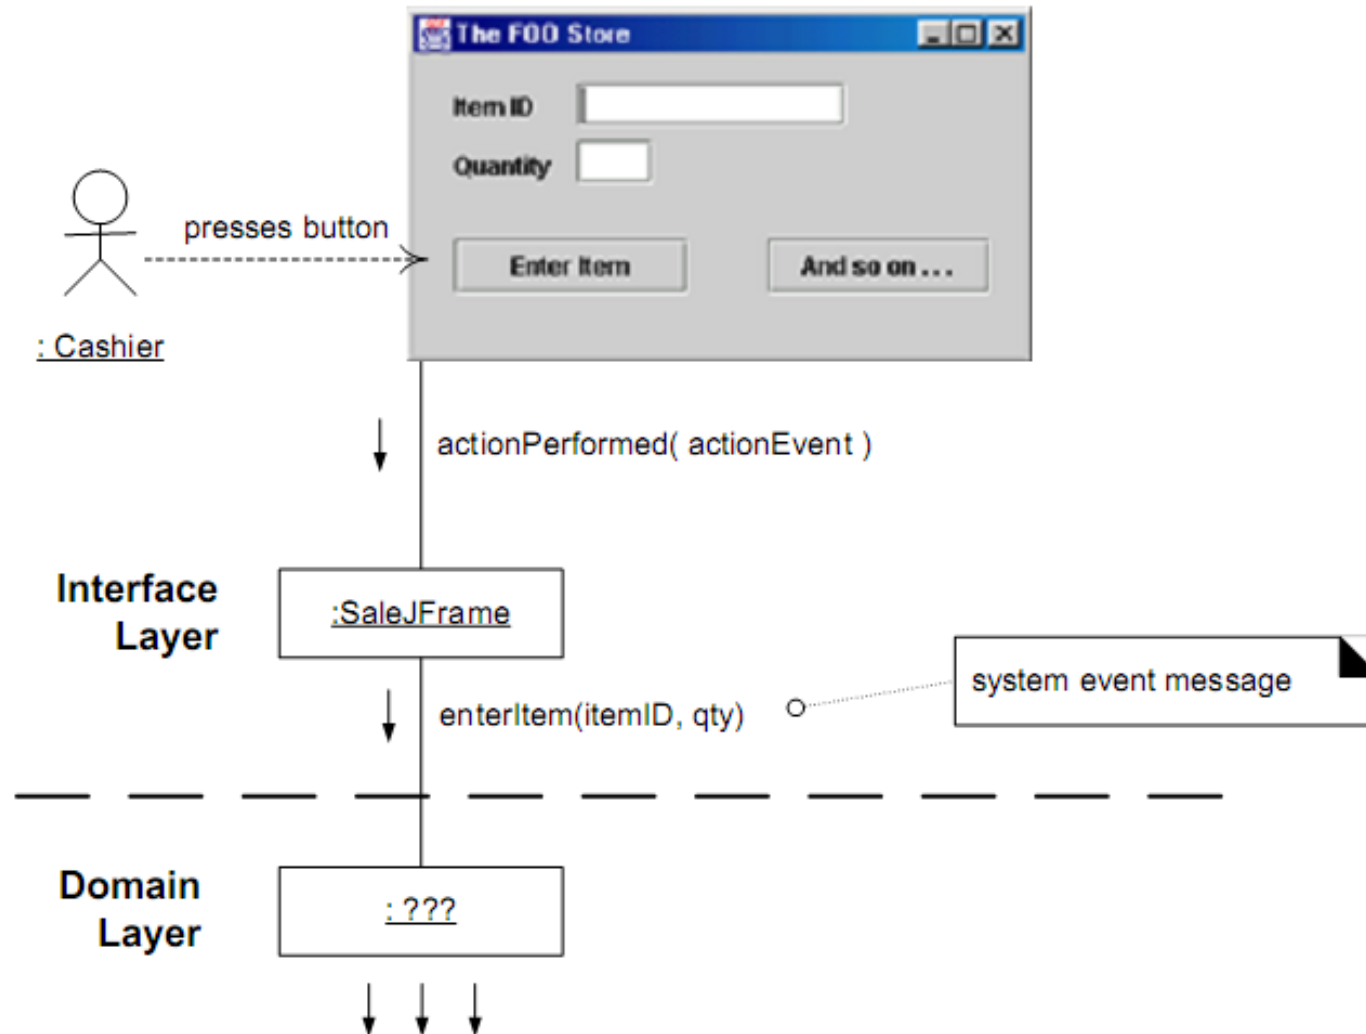 The FOO Store
Item ID
Quantity
presses button
Enter Item
And so on . . .
: Cashier
actionPerformed( actionEvent )
Interface
Layer
:SaleJFrame
system event message
enterItem(itemID, qty)
Domain
Layer
: ???